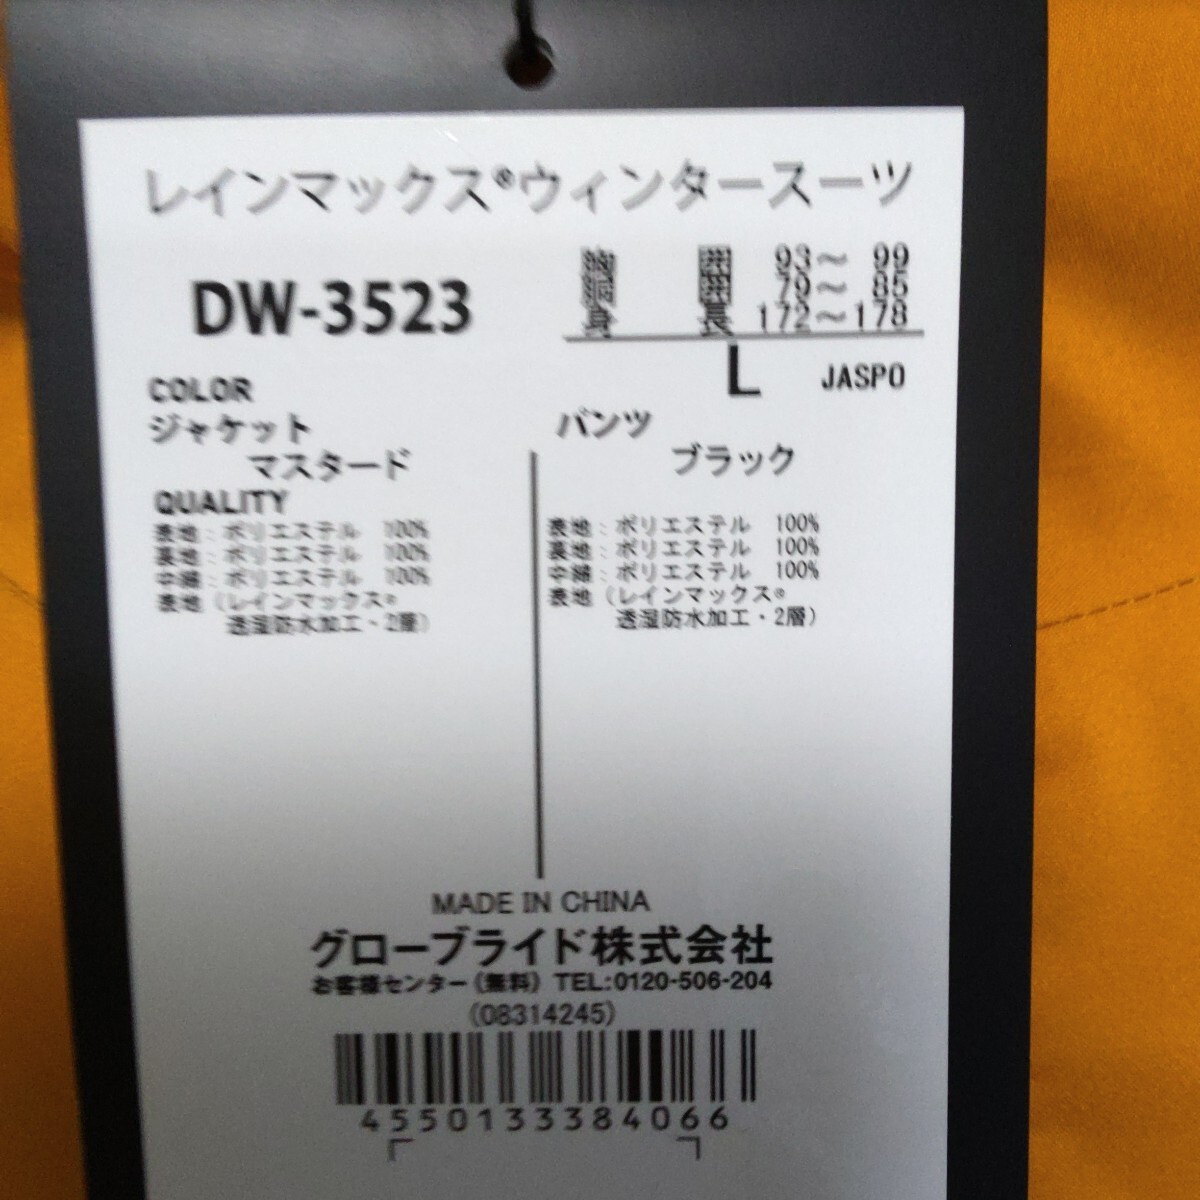 レインマックス®ウィンタースーツ
DW-3523
胸囲 93～ 99
胴囲 79～ 85
身長 172～178
L JASPO
COLOR
ジャケット
マスタード
パンツ
ブラック
QUALITY
表地：ポリエステル 100%
裏地：ポリエステル 100%
中綿：ポリエステル 100%
表地（レインマックス®
透湿防水加工・2層）
表地：ポリエステル 100%
裏地：ポリエステル 100%
中綿：ポリエステル 100%
表地（レインマックス®
透湿防水加工・2層）
MADE IN CHINA
グローブライド株式会社
お客様センター（無料） TEL:0120-506-204
(08314245)
4550133384066